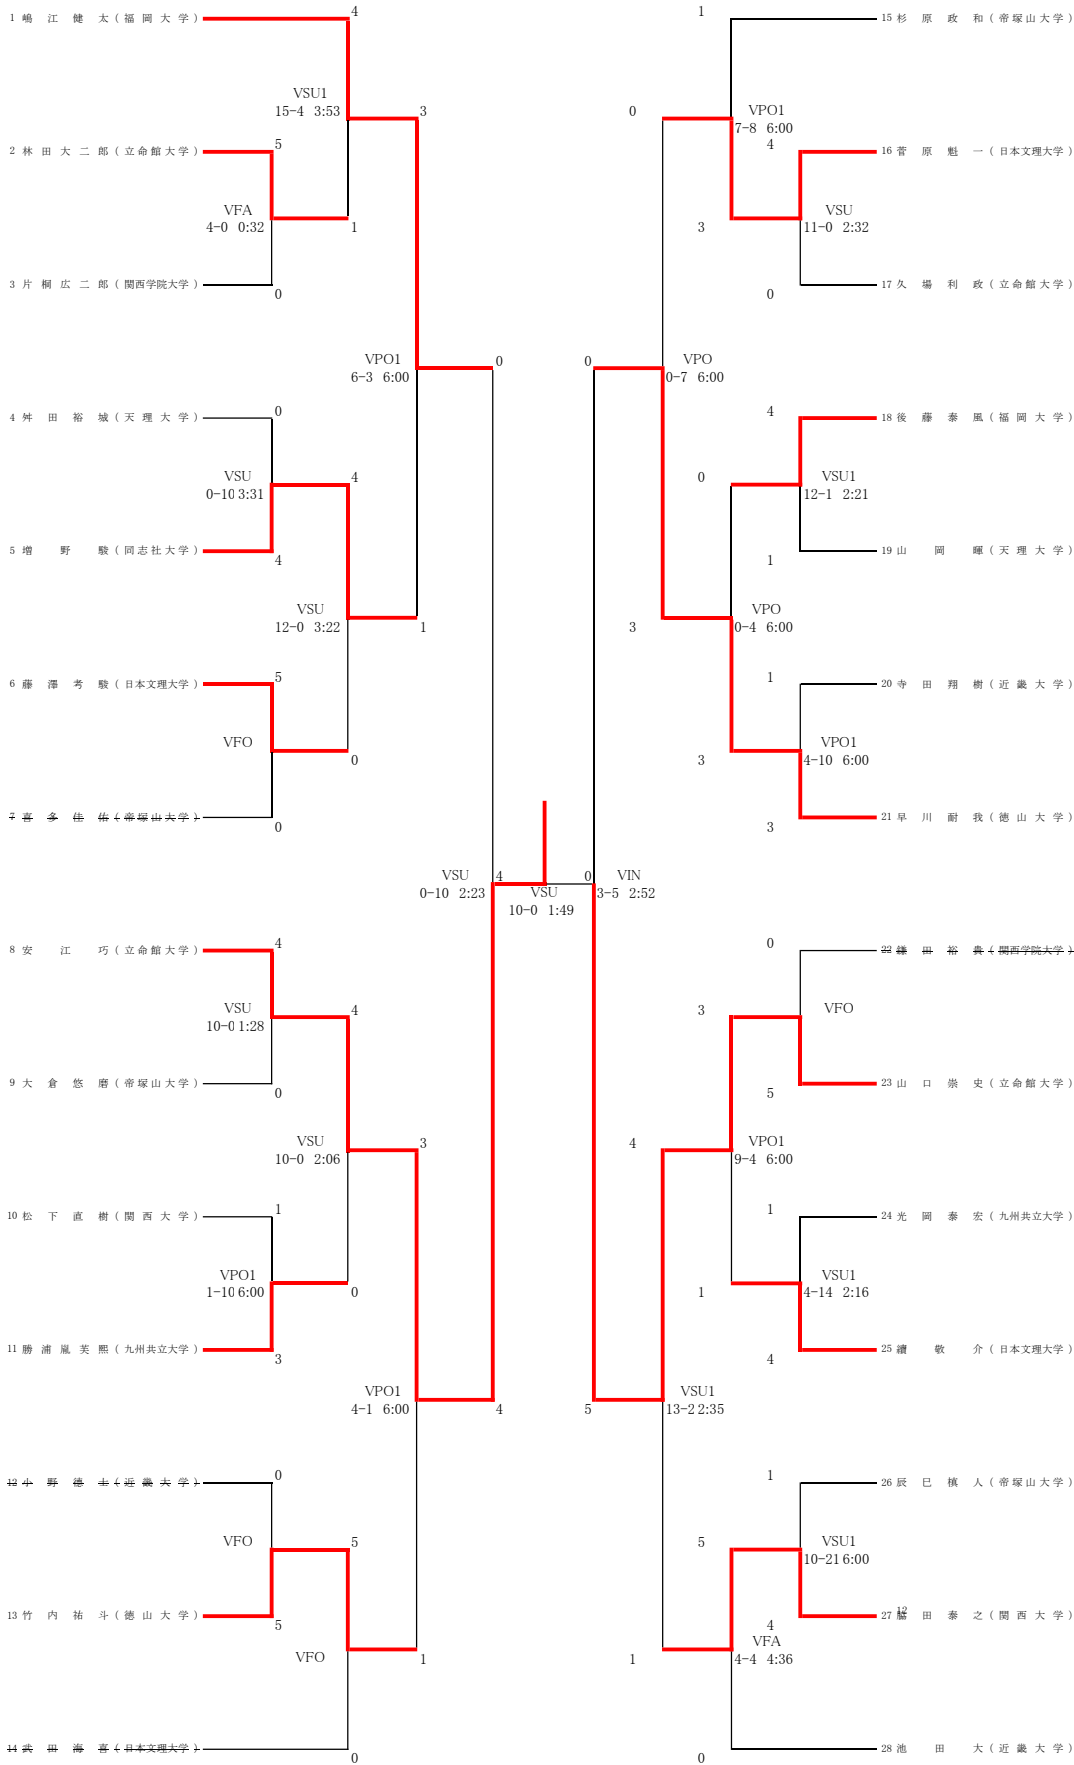 1 嶋江健太(福岡大学)
4
VSU1
15-4 3:53
3
2 林田大二郎(立命館大学)
5
VFA
4-0 0:32
1
3 片桐広二郎(関西学院大学)
0
VPO1
6-3 6:00
0
4 舛田裕城(天理大学)
0
VSU
0-10 3:31
4
5 増野駿(同志社大学)
4
VSU
12-0 3:22
1
6 藤澤考駿(日本文理大学)
5
VFO
0
7 喜多佳佑(帝塚山大学)
0
VSU
0-10 2:23
4
VSU
10-0 1:49
0
8 安江巧(立命館大学)
4
VSU
10-0 1:28
4
9 大倉悠磨(帝塚山大学)
0
VSU
10-0 2:06
3
10 松下直樹(関西大学)
1
VPO1
1-10 6:00
0
11 勝浦嵐芙熙(九州共立大学)
3
VPO1
4-1 6:00
4
12 小野德士(近畿大学)
0
VFO
5
13 竹内祐斗(徳山大学)
5
VFO
1
14 武田海喜(日本文理大学)
0
1
15 杉原政和(帝塚山大学)
0
VPO1
7-8 6:00
4
16 菅原魁一(日本文理大学)
3
VSU
11-0 2:32
0
17 久場利政(立命館大学)
0
VPO
0-7 6:00
4
18 後藤泰風(福岡大学)
0
VSU1
12-1 2:21
1
19 山岡暉(天理大学)
3
VPO
0-4 6:00
1
20 寺田翔樹(近畿大学)
3
VPO1
4-10 6:00
3
21 早川耐我(徳山大学)
VIN
3-5 2:52
0
22 鎌田裕貴(関西学院大学)
3
VFO
5
23 山口崇史(立命館大学)
4
VPO1
9-4 6:00
1
24 光岡泰宏(九州共立大学)
1
VSU1
4-14 2:16
4
25 續敬介(日本文理大学)
5
VSU1
13-2 2:35
1
26 辰巳槙人(帝塚山大学)
5
VSU1
10-21 6:00
4
12
27 脇田泰之(関西大学)
1
VFA
4-4 4:36
0
28 池田大(近畿大学)